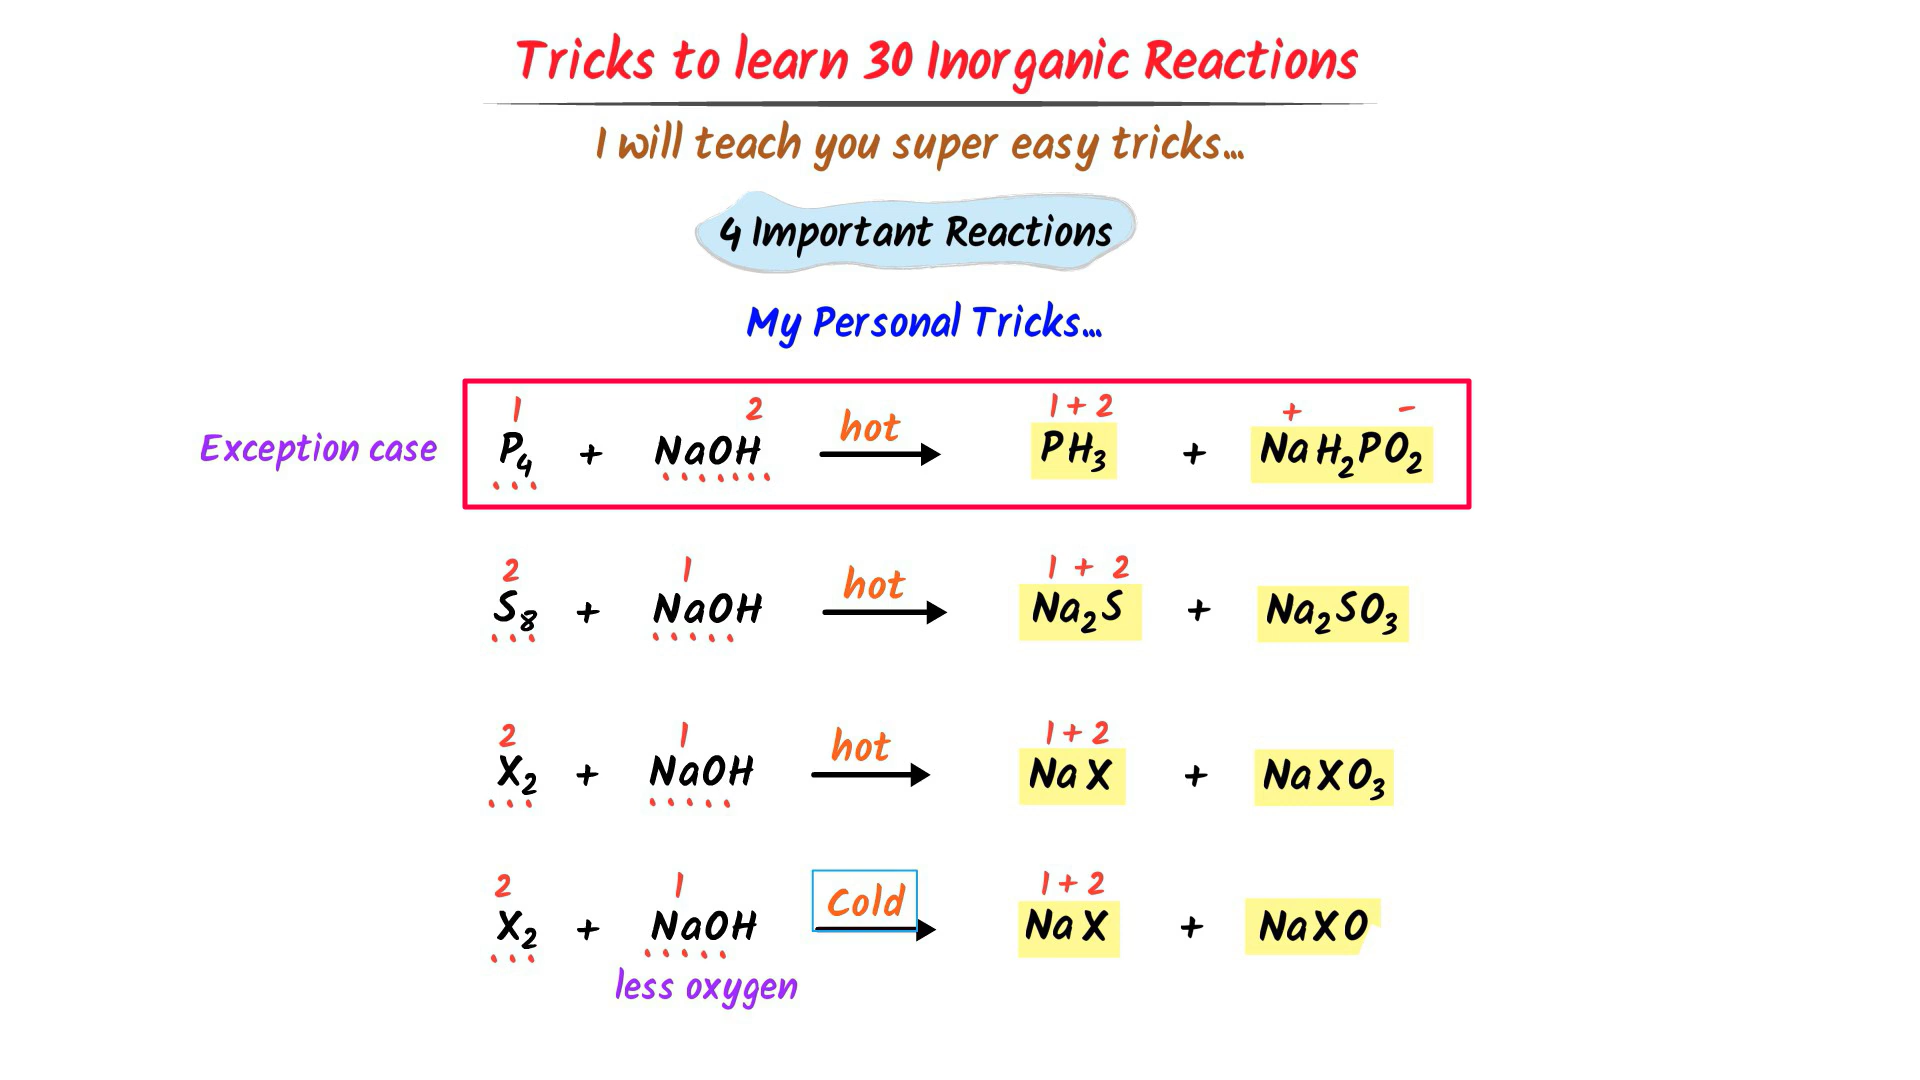 Tricks to learn 30 Inorganic Reactions
I will teach you super easy tricks...
4 Important Reactions
My Personal Tricks...
1 2 hot 1 + 2 + -
Exception case P₄ + NaOH PH₃ + NaH₂PO₂
2 1 hot 1 + 2
S₈ + NaOH Na₂S + Na₂SO₃
2 1 hot 1 + 2
X₂ + NaOH NaX + NaXO₃
2 1 Cold 1 + 2
X₂ + NaOH NaX + NaXO
less oxygen